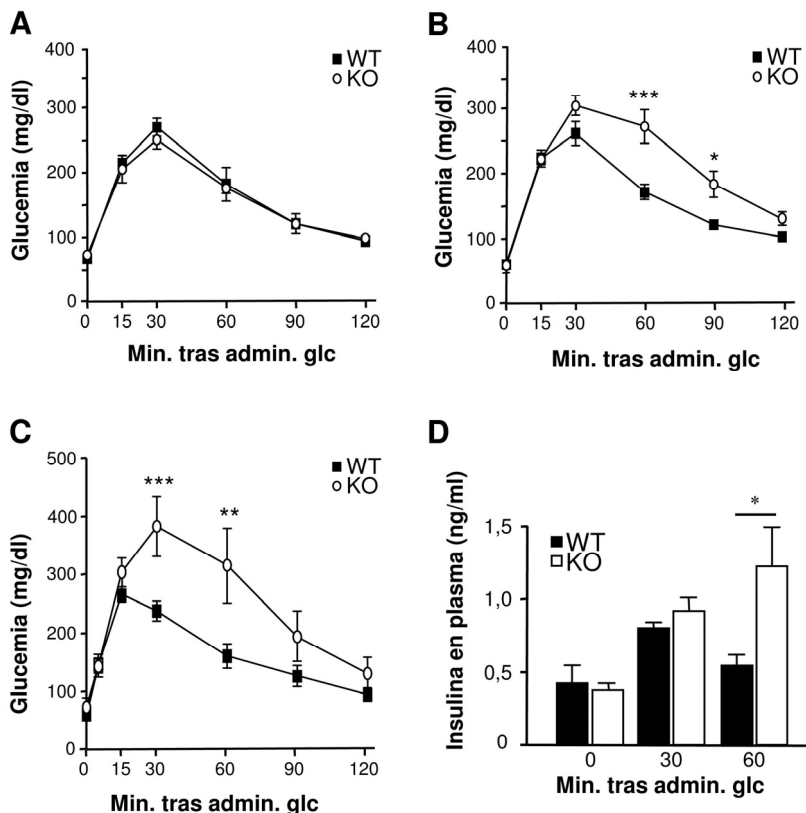 A
400
300
200
100
0
Glucemia (mg/dl)
WT
KO
0 15 30 60 90 120
Min. tras admin. glc
B
400
300
200
100
0
Glucemia (mg/dl)
WT
KO
***
*
0 15 30 60 90 120
Min. tras admin. glc
C
500
400
300
200
100
0
Glucemia (mg/dl)
WT
KO
***
**
0 15 30 60 90 120
Min. tras admin. glc
D
1,5
1,0
0,5
0
Insulina en plasma (ng/ml)
WT
KO
*
0 30 60
Min. tras admin. glc